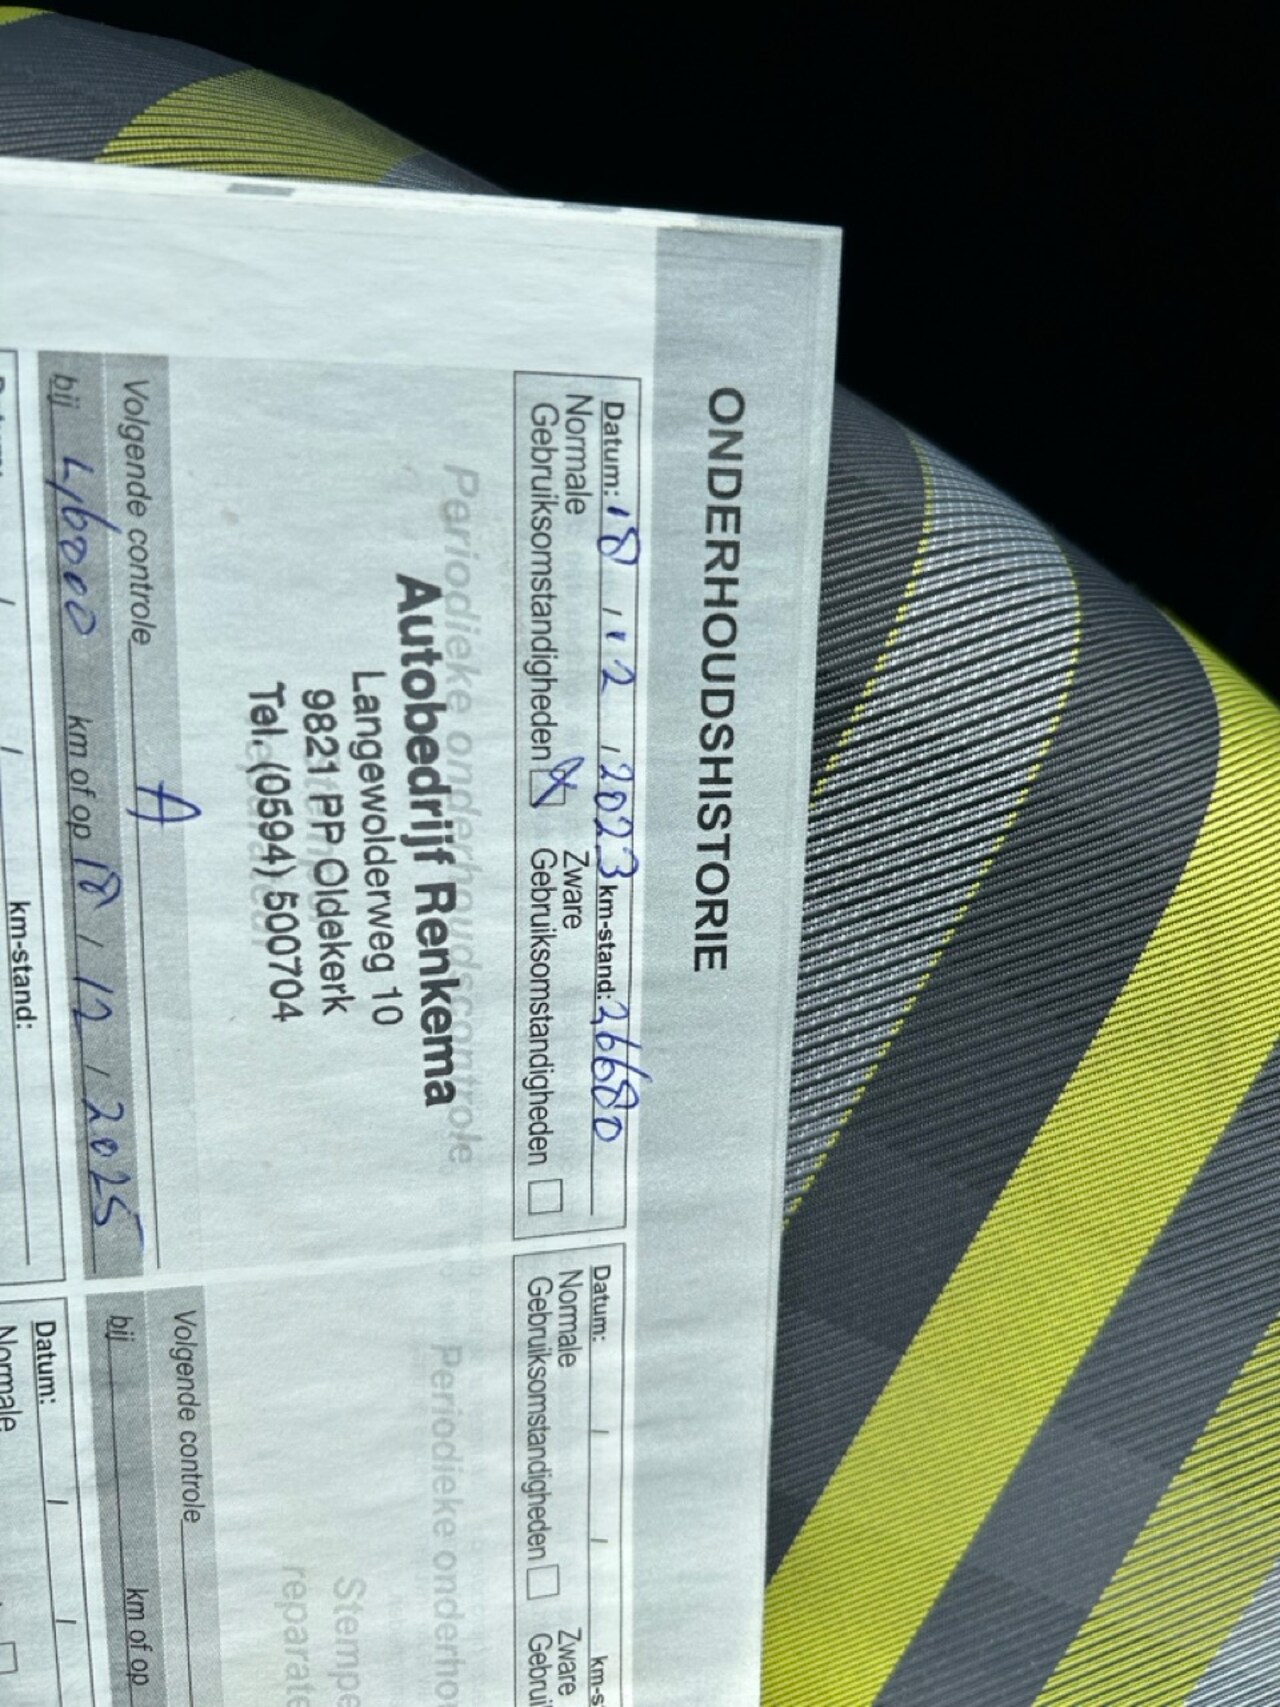 ONDERHOUDSHISTORIE
Datum: 18 / 12 / 2023 km-stand: 26680
Normale Zware
Gebruiksomstandigheden Gebruiksomstandigheden
Periodieke onderhoudscontrole
Autobedrijf Renkema
Langewolderweg 10
9821 PP Oldekerk
Tel. (0594) 500704
Volgende controle A
bij 46000 km of op 18 / 12 / 2025
km-stand:
Datum: / /
Normale Zware
Gebruiksomstandigheden
Periodieke
Volgende controle
bij km of op
Datum: / /
Normale